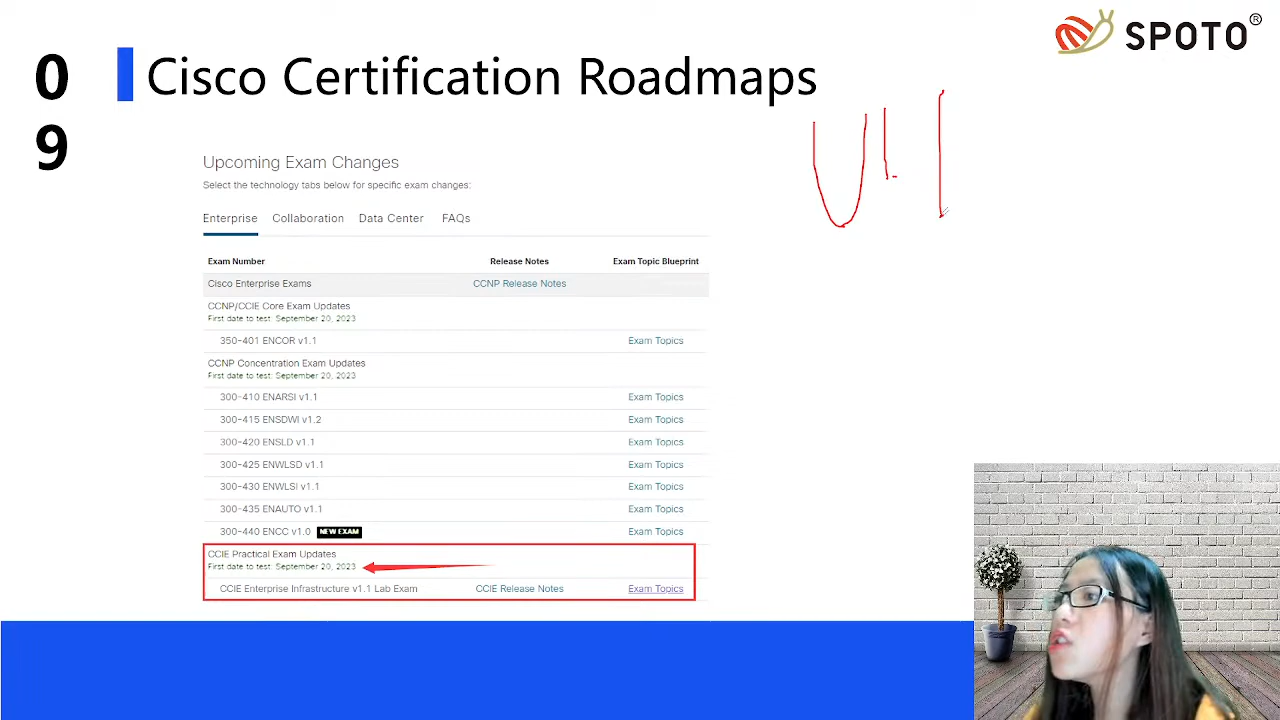 SPOTO®
09
Cisco Certification Roadmaps
V1.1
Upcoming Exam Changes
Select the technology tabs below for specific exam changes:
Enterprise Collaboration Data Center FAQs
Exam Number Release Notes Exam Topic Blueprint
Cisco Enterprise Exams CCNP Release Notes
CCNP/CCIE Core Exam Updates
First date to test: September 20, 2023
350-401 ENCOR v1.1 Exam Topics
CCNP Concentration Exam Updates
First date to test: September 20, 2023
300-410 ENARSI v1.1 Exam Topics
300-415 ENSDWI v1.2 Exam Topics
300-420 ENSLD v1.1 Exam Topics
300-425 ENWLSD v1.1 Exam Topics
300-430 ENWLSI v1.1 Exam Topics
300-435 ENAUTO v1.1 Exam Topics
300-440 ENCC v1.0 NEW EXAM Exam Topics
CCIE Practical Exam Updates
First date to test: September 20, 2023
CCIE Enterprise Infrastructure v1.1 Lab Exam CCIE Release Notes Exam Topics